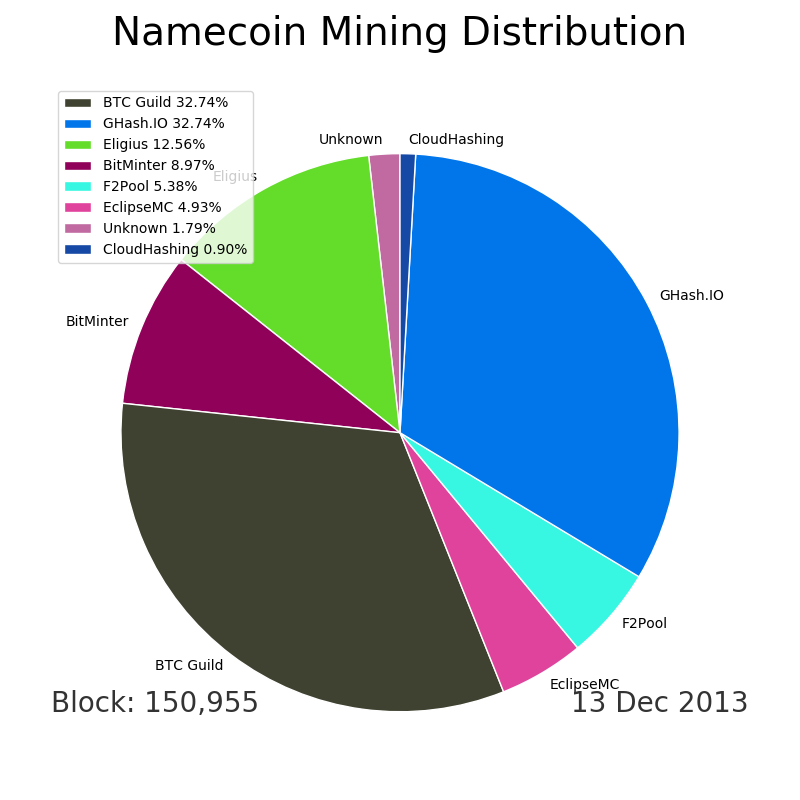 Namecoin Mining Distribution
BTC Guild 32.74%
GHash.IO 32.74%
Eligius 12.56%
BitMinter 8.97%
F2Pool 5.38%
EclipseMC 4.93%
Unknown 1.79%
CloudHashing 0.90%
Unknown
CloudHashing
Eligius
GHash.IO
BitMinter
F2Pool
BTC Guild
EclipseMC
Block: 150,955
13 Dec 2013